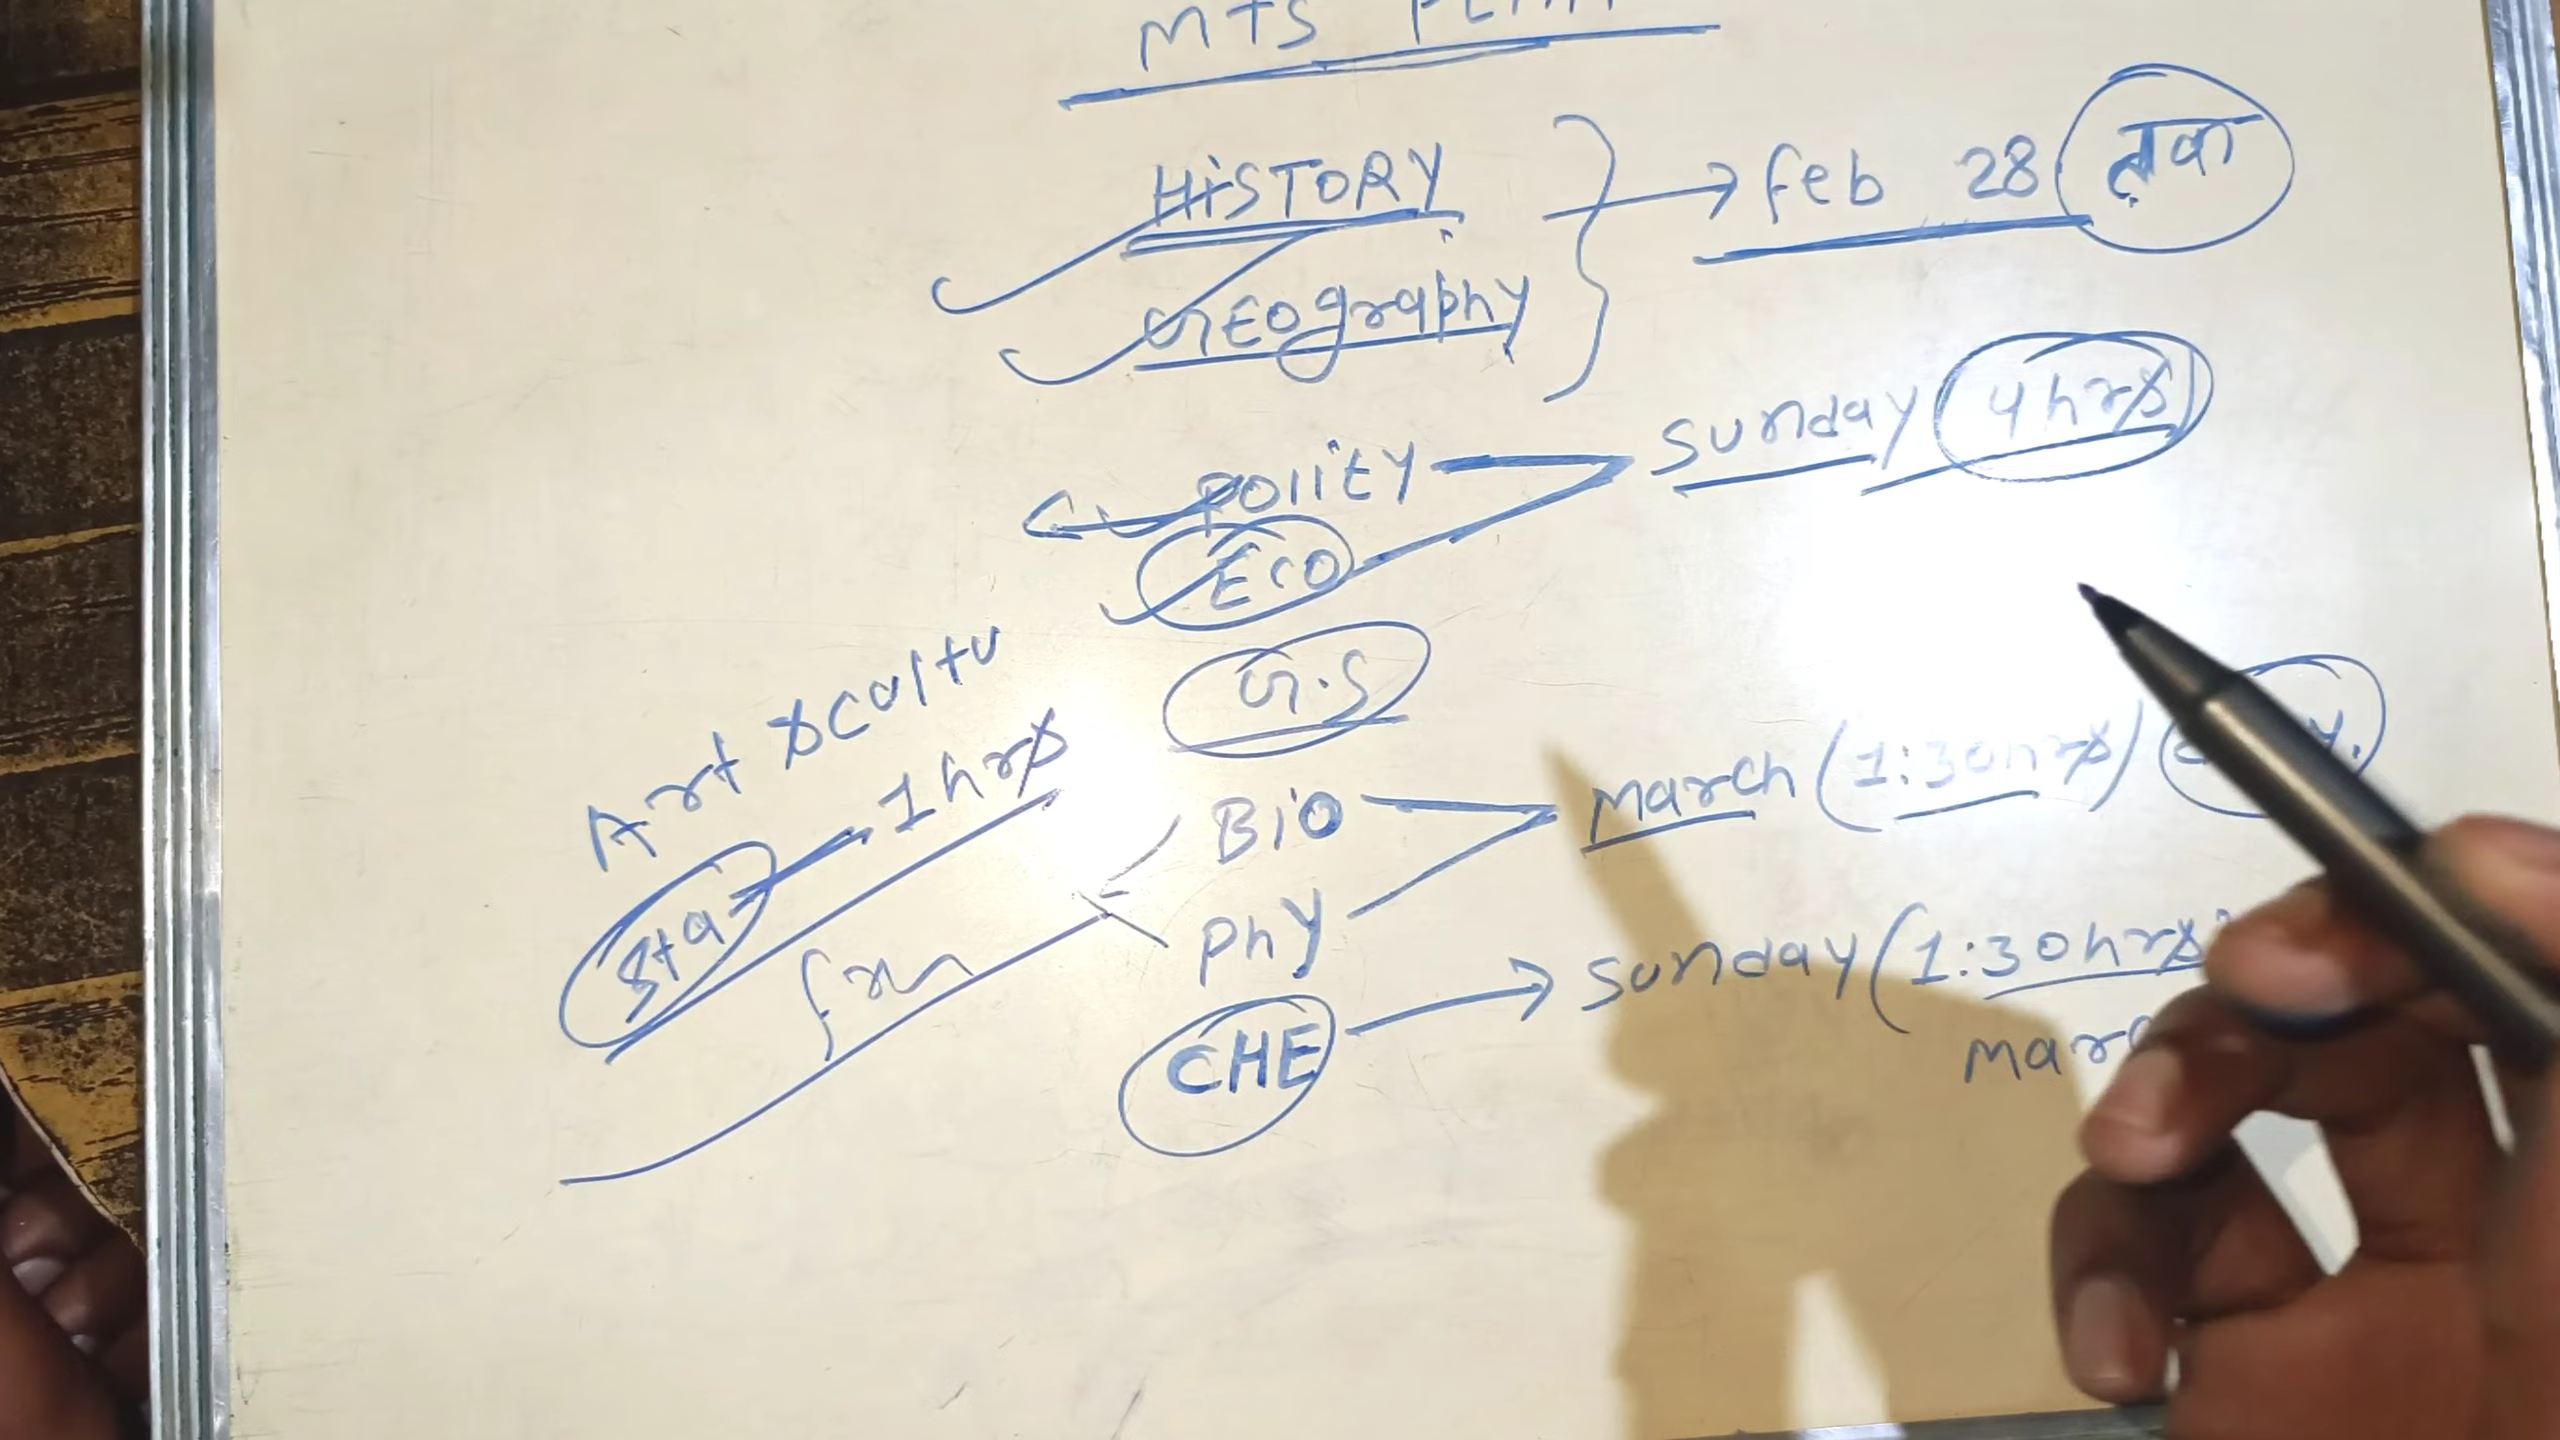 MTS PLAN
HiSTORY
GEOgraphy
feb 28 तक
POlity
Sunday 4 hrs
Eco
G.S
Art & Cultu
Sta 1 hrs
Bio
march (1:30 hrs)
Phy
CHE
Sunday (1:30 hrs)